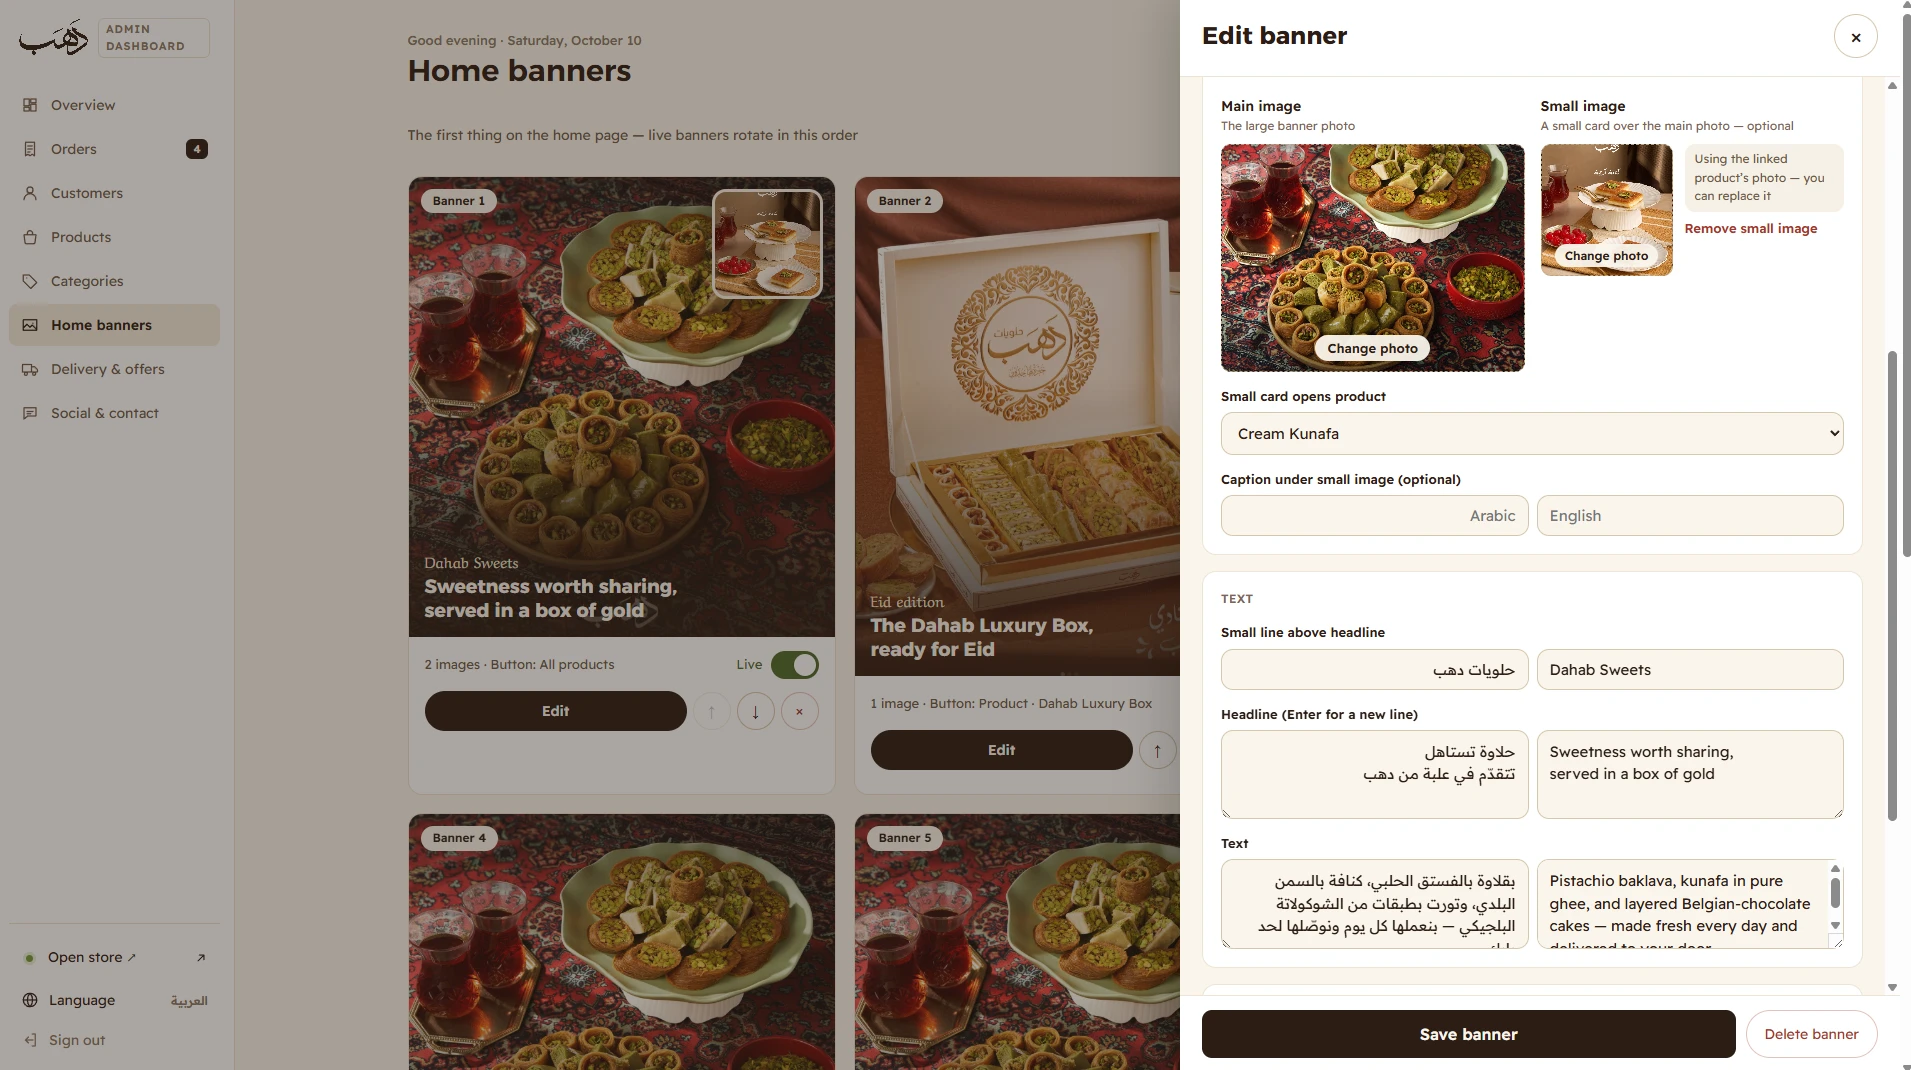 دهب
ADMIN
DASHBOARD
Overview
Orders
4
Customers
Products
Categories
Home banners
Delivery & offers
Social & contact
Open store ↗
↗
Language
العربية
Sign out
Good evening · Saturday, October 10
Home banners
The first thing on the home page — live banners rotate in this order
Banner 1
Dahab Sweets
Sweetness worth sharing,
served in a box of gold
2 images · Button: All products
Live
Edit
↑
↓
×
Banner 2
حلويات
دهب
Eid edition
The Dahab Luxury Box,
ready for Eid
1 image · Button: Product · Dahab Luxury Box
Edit
↑
Banner 4
Banner 5
Edit banner
×
Main image
The large banner photo
Change photo
Small image
A small card over the main photo — optional
Change photo
Using the linked
product's photo — you
can replace it
Remove small image
Small card opens product
Cream Kunafa
Caption under small image (optional)
Arabic
English
TEXT
Small line above headline
حلويات دهب
Dahab Sweets
Headline (Enter for a new line)
حلاوة تستاهل
تتقدّم في علبة من دهب
Sweetness worth sharing,
served in a box of gold
Text
بقلاوة بالفستق الحلبي، كنافة بالسمن
البلدي، وتورت بطبقات من الشوكولاتة
البلجيكي — بنعملها كل يوم ونوصّلها لحد
Pistachio baklava, kunafa in pure
ghee, and layered Belgian-chocolate
cakes — made fresh every day and
delivered to your door
Save banner
Delete banner